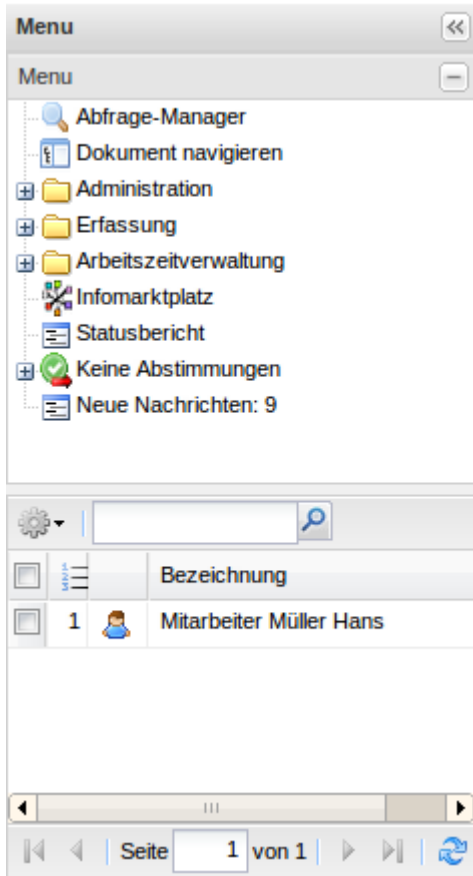 Menu
Menu
Abfrage-Manager
Dokument navigieren
Administration
Erfassung
Arbeitszeitverwaltung
Infomarktplatz
Statusbericht
Keine Abstimmungen
Neue Nachrichten: 9
Bezeichnung
1 Mitarbeiter Müller Hans
Seite 1 von 1